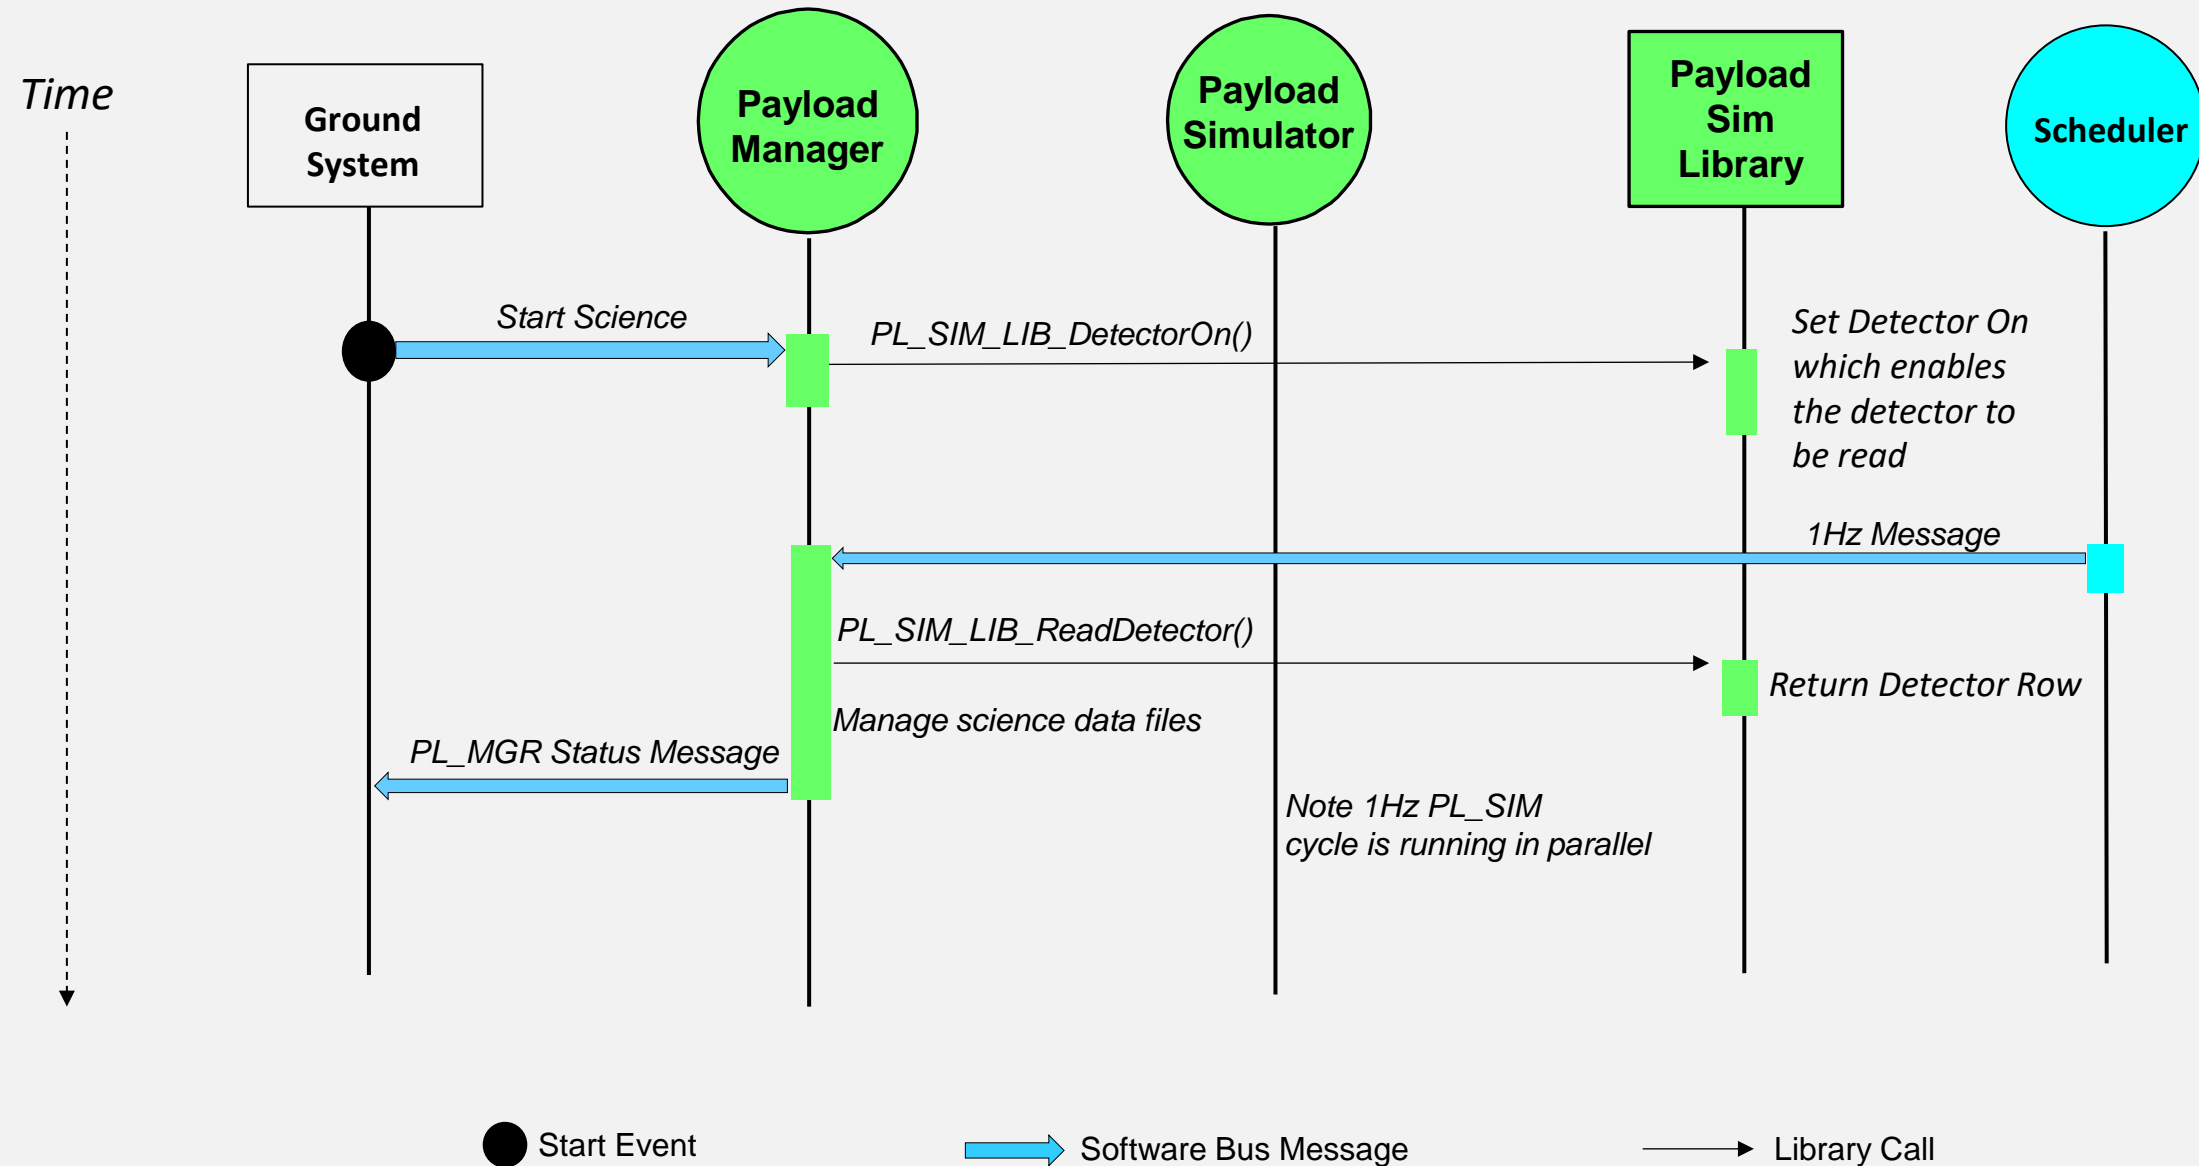 Time
Ground
System
Payload
Manager
Payload
Simulator
Payload
Sim
Library
Scheduler
Start Science
PL_SIM_LIB_DetectorOn()
Set Detector On
which enables
the detector to
be read
1Hz Message
PL_SIM_LIB_ReadDetector()
Return Detector Row
Manage science data files
PL_MGR Status Message
Note 1Hz PL_SIM
cycle is running in parallel
Start Event
Software Bus Message
Library Call